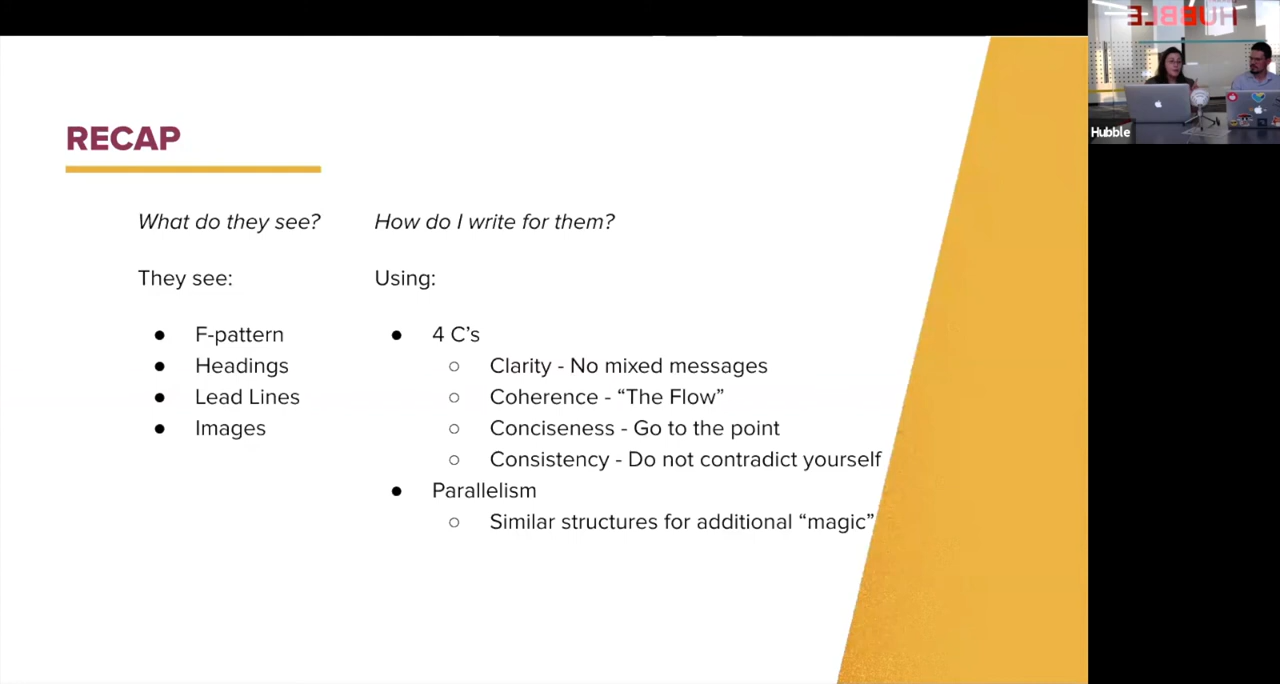 RECAP
What do they see?
They see:
● F-pattern
● Headings
● Lead Lines
● Images
How do I write for them?
Using:
● 4 C’s
○ Clarity - No mixed messages
○ Coherence - “The Flow”
○ Conciseness - Go to the point
○ Consistency - Do not contradict yourself
● Parallelism
○ Similar structures for additional “magic”
HUBBLE
Hubble